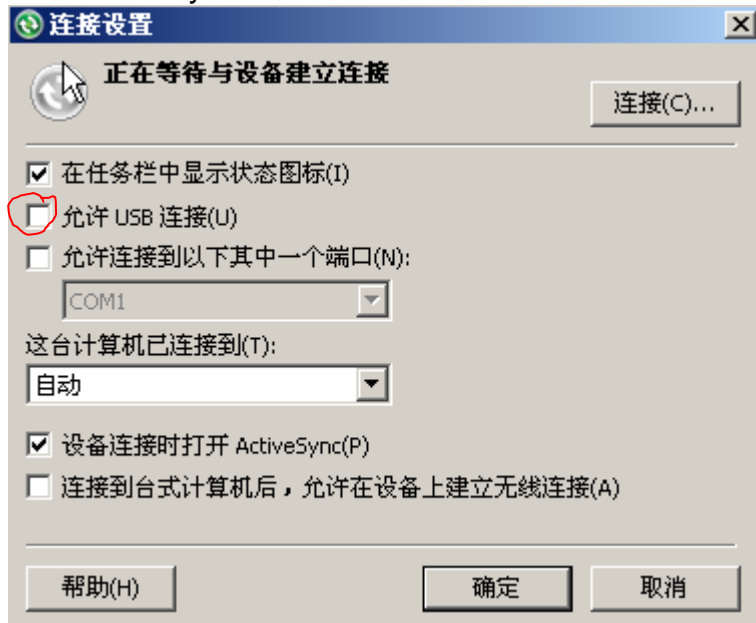 连接设置
正在等待与设备建立连接
连接(C)...
在任务栏中显示状态图标(I)
允许 USB 连接(U)
允许连接到以下其中一个端口(N):
COM1
这台计算机已连接到(T):
自动
设备连接时打开 ActiveSync(P)
连接到台式计算机后，允许在设备上建立无线连接(A)
帮助(H)
确定
取消